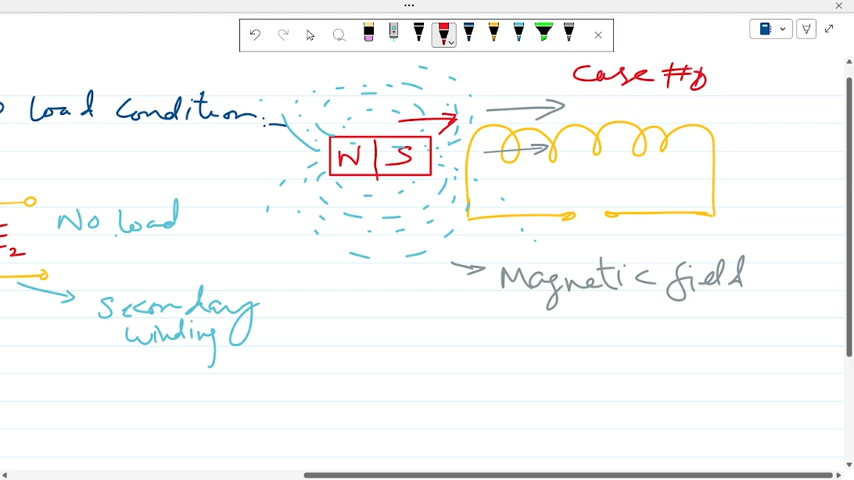 Case #
Load Condition:-
N | S
No Load
E2
Magnetic field
Secondary
Winding